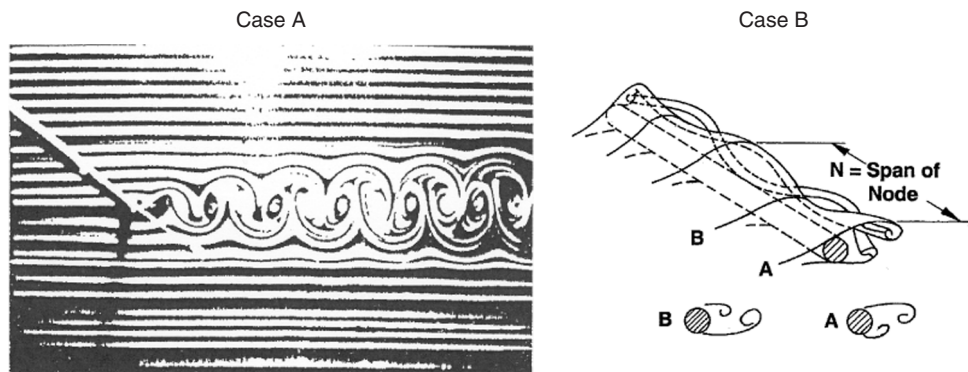 Case A
Case B
N = Span of
Node
B
A
B
A